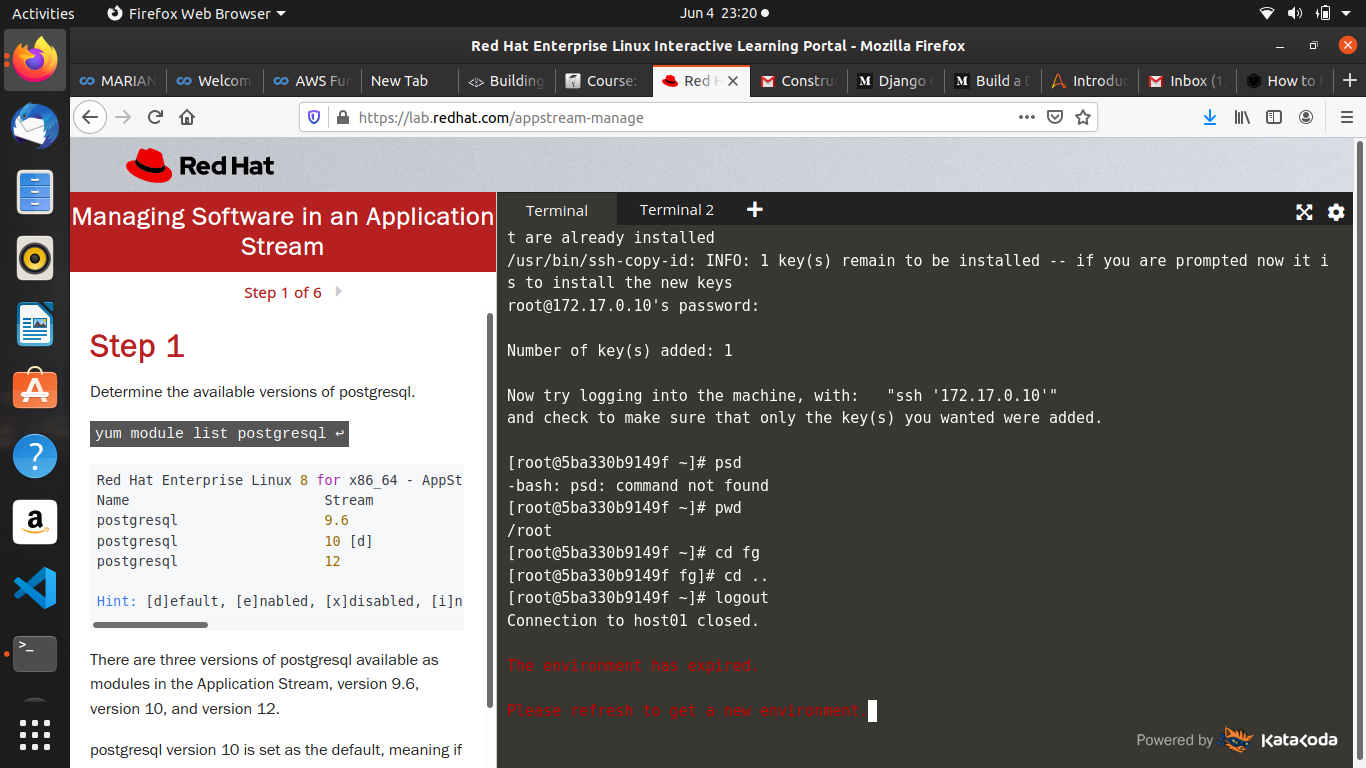 Activities
Firefox Web Browser
Jun 4 23:20
Red Hat Enterprise Linux Interactive Learning Portal - Mozilla Firefox
MARIAN
Welcom
AWS Fun
New Tab
Building
Course:
Red H
Constru
Django
Build a D
Introduc
Inbox (1,
How to
https://lab.redhat.com/appstream-manage
Red Hat
Managing Software in an Application
Stream
Step 1 of 6
Step 1
Determine the available versions of postgresql.
yum module list postgresql ↩
Red Hat Enterprise Linux 8 for x86_64 - AppSt
Name Stream
postgresql 9.6
postgresql 10 [d]
postgresql 12
Hint: [d]efault, [e]nabled, [x]disabled, [i]n
There are three versions of postgresql available as
modules in the Application Stream, version 9.6,
version 10, and version 12.
postgresql version 10 is set as the default, meaning if
Terminal
Terminal 2
t are already installed
/usr/bin/ssh-copy-id: INFO: 1 key(s) remain to be installed -- if you are prompted now it i
s to install the new keys
root@172.17.0.10's password:
Number of key(s) added: 1
Now try logging into the machine, with:   "ssh '172.17.0.10'"
and check to make sure that only the key(s) you wanted were added.
[root@5ba330b9149f ~]# psd
-bash: psd: command not found
[root@5ba330b9149f ~]# pwd
/root
[root@5ba330b9149f ~]# cd fg
[root@5ba330b9149f fg]# cd ..
[root@5ba330b9149f ~]# logout
Connection to host01 closed.
The environment has expired.
Please refresh to get a new environment.
Powered by KataKoda